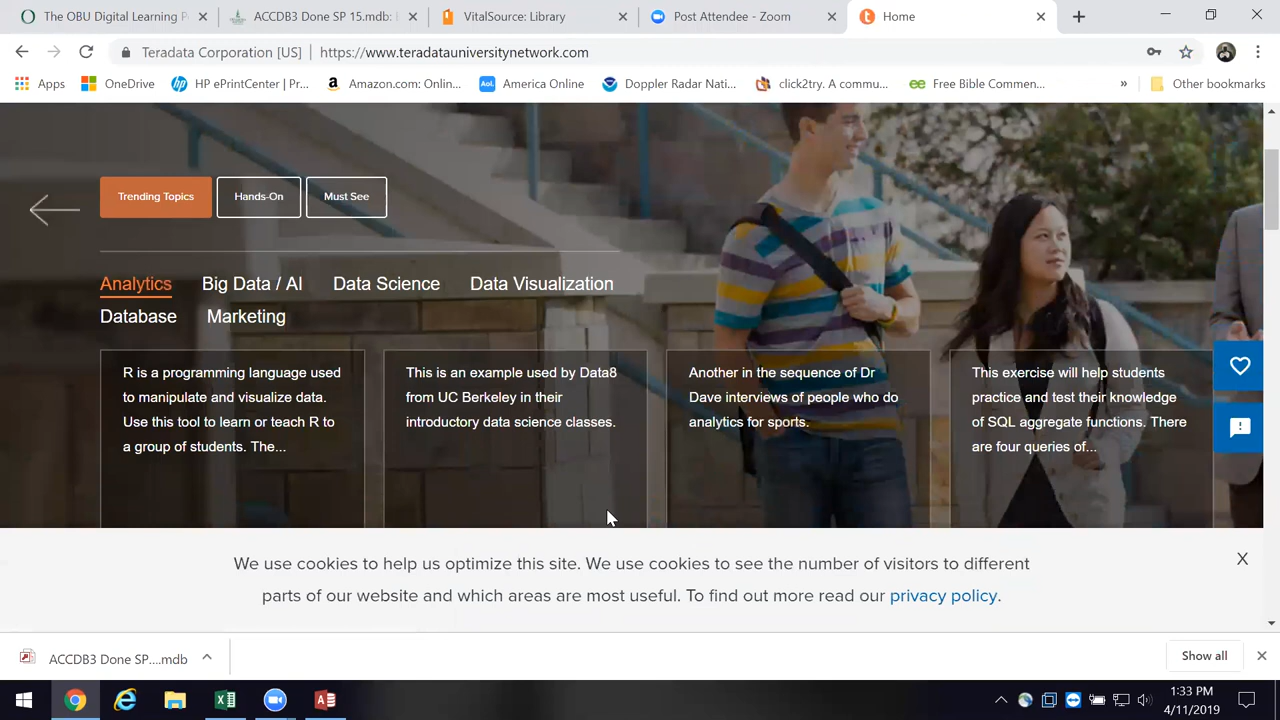 The OBU Digital Learning P
ACCDB3 Done SP 15.mdb:
VitalSource: Library
Post Attendee - Zoom
Home
Teradata Corporation [US] | https://www.teradatauniversitynetwork.com
Apps
OneDrive
HP ePrintCenter | Pr...
Amazon.com: Onlin...
America Online
Doppler Radar Nati...
click2try. A commu...
Free Bible Commen...
»
Other bookmarks
Trending Topics
Hands-On
Must See
Analytics
Big Data / AI
Data Science
Data Visualization
Database
Marketing
R is a programming language used
to manipulate and visualize data.
Use this tool to learn or teach R to
a group of students. The...
This is an example used by Data8
from UC Berkeley in their
introductory data science classes.
Another in the sequence of Dr
Dave interviews of people who do
analytics for sports.
This exercise will help students
practice and test their knowledge
of SQL aggregate functions. There
are four queries of...
We use cookies to help us optimize this site. We use cookies to see the number of visitors to different
parts of our website and which areas are most useful. To find out more read our privacy policy.
X
ACCDB3 Done SP....mdb
Show all
1:33 PM
4/11/2019